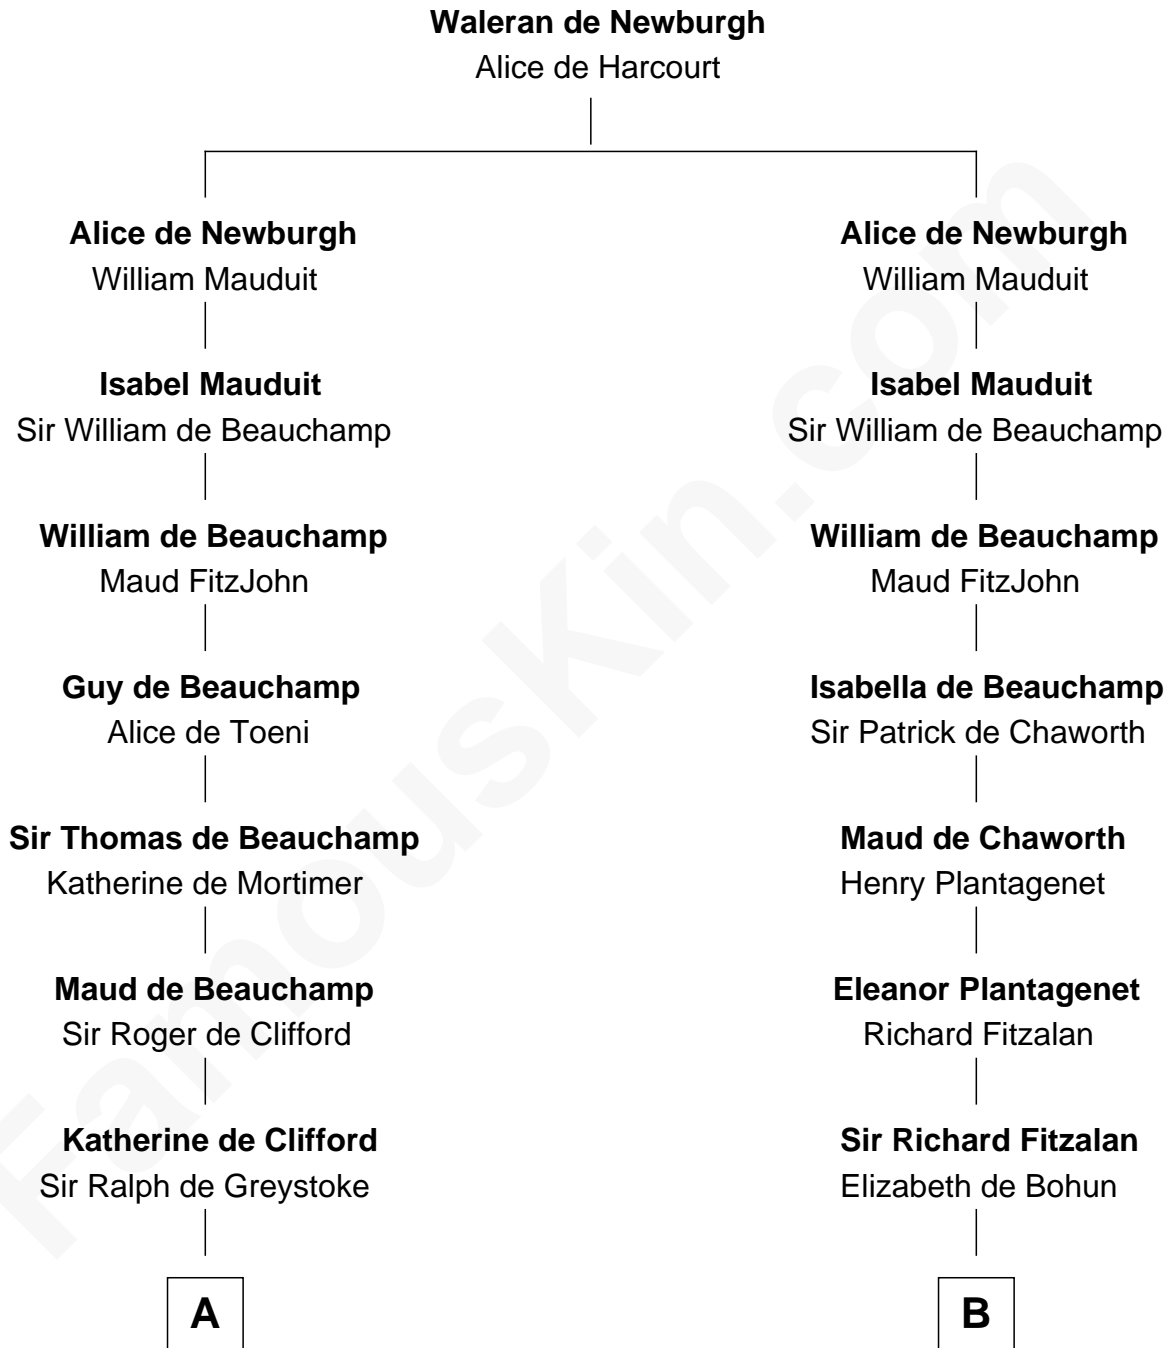 Waleran de Newburgh
Alice de Harcourt
Alice de Newburgh
William Mauduit
Isabel Mauduit
Sir William de Beauchamp
William de Beauchamp
Maud FitzJohn
Guy de Beauchamp
Alice de Toeni
Sir Thomas de Beauchamp
Katherine de Mortimer
Maud de Beauchamp
Sir Roger de Clifford
Katherine de Clifford
Sir Ralph de Greystoke
A
Alice de Newburgh
William Mauduit
Isabel Mauduit
Sir William de Beauchamp
William de Beauchamp
Maud FitzJohn
Isabella de Beauchamp
Sir Patrick de Chaworth
Maud de Chaworth
Henry Plantagenet
Eleanor Plantagenet
Richard Fitzalan
Sir Richard Fitzalan
Elizabeth de Bohun
B
FamousKin.com